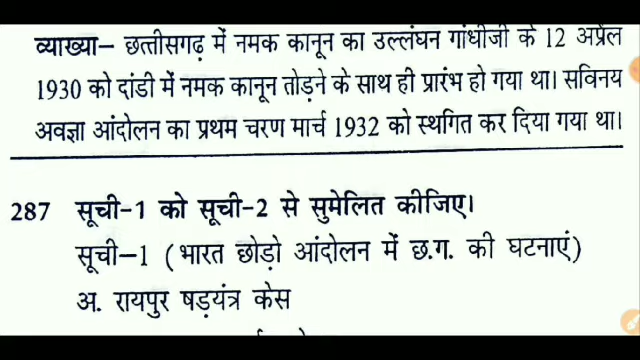 व्याख्या– छत्तीसगढ़ में नमक कानून का उल्लंघन गांधीजी के 12 अप्रैल
1930 को दांडी में नमक कानून तोड़ने के साथ ही प्रारंभ हो गया था। सविनय
अवज्ञा आंदोलन का प्रथम चरण मार्च 1932 को स्थगित कर दिया गया था।
287 सूची-1 को सूची-2 से सुमेलित कीजिए।
सूची–1 (भारत छोड़ो आंदोलन में छ.ग. की घटनाएं)
अ. रायपुर षड़यंत्र केस